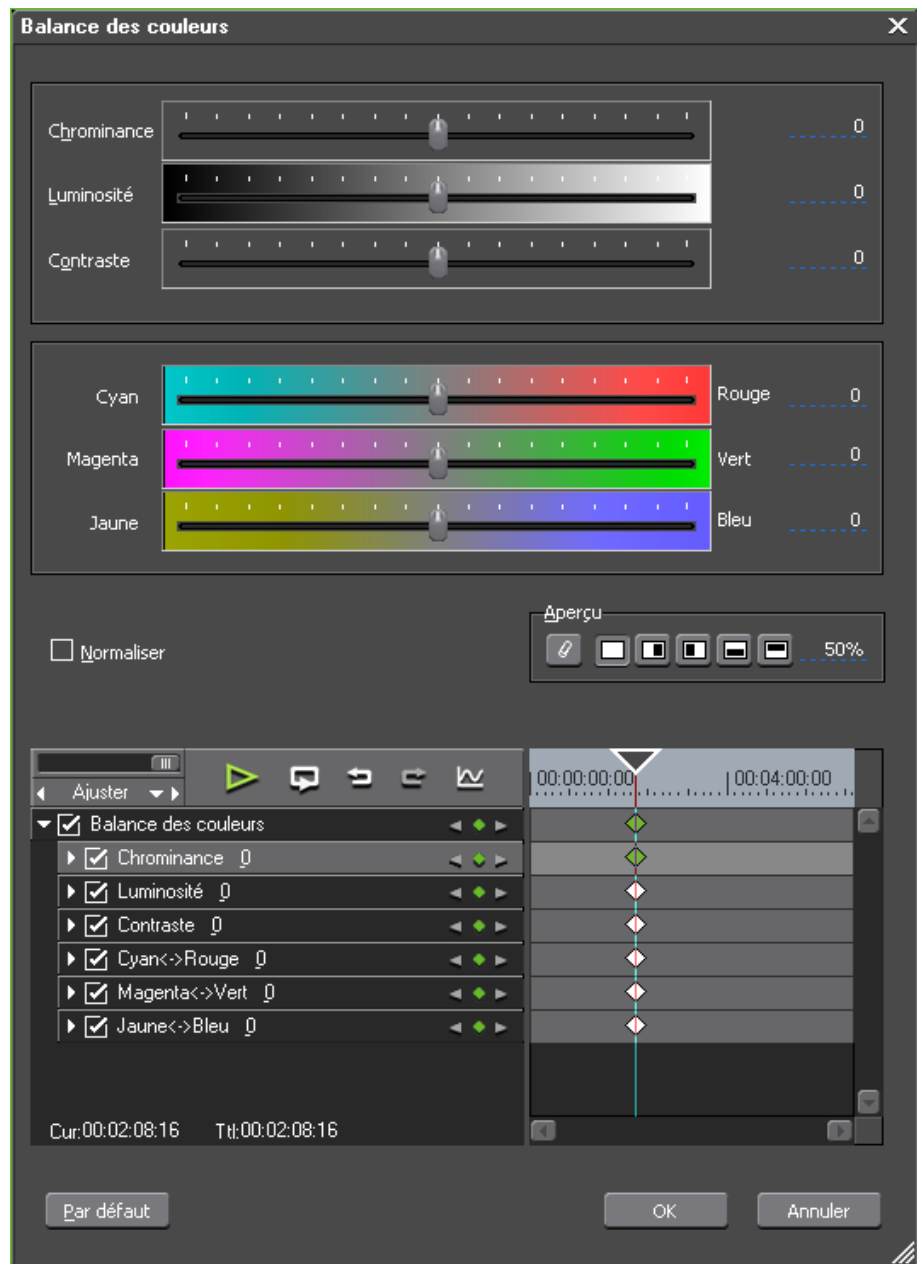 Balance des couleurs
Chrominance 0
Luminosité 0
Contraste 0
Cyan Rouge 0
Magenta Vert 0
Jaune Bleu 0
Normaliser
Aperçu
50%
Ajuster
00:00:00:00 00:04:00:00
Balance des couleurs
Chrominance 0
Luminosité 0
Contraste 0
Cyan<->Rouge 0
Magenta<->Vert 0
Jaune<->Bleu 0
Cur:00:02:08:16 Ttl:00:02:08:16
Par défaut OK Annuler